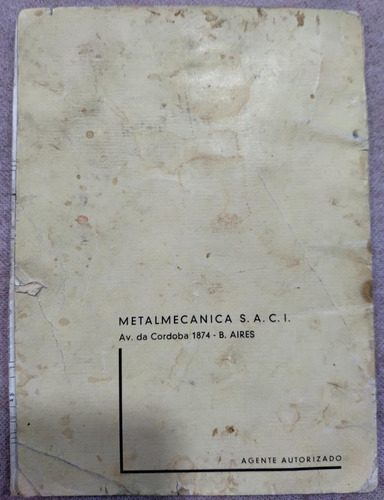 METALMECANICA S. A. C. I.
Av. da Cordoba 1874 - B. AIRES
AGENTE AUTORIZADO